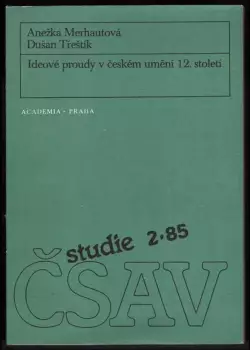 Anežka Merhautová
Dušan Třeštík
Ideové proudy v českém umění 12. století
ACADEMIA • PRAHA
studie 2·85
ČSAV